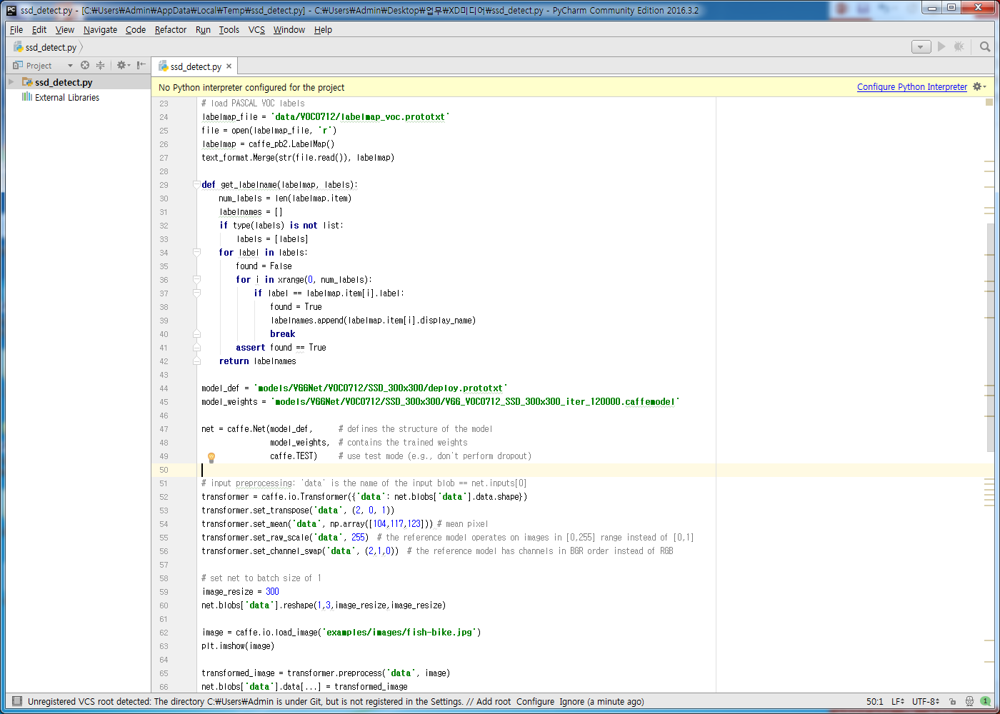 ssd_detect.py - [C:₩Users₩Admin₩AppData₩Local₩Temp₩ssd_detect.py] - C:₩Users₩Admin₩Desktop₩업무₩XD미디어₩ssd_detect.py - PyCharm Community Edition 2016.3.2
File Edit View Navigate Code Refactor Run Tools VCS Window Help
ssd_detect.py
Project
ssd_detect.py
ssd_detect.py
External Libraries
No Python interpreter configured for the project
Configure Python Interpreter
23 # load PASCAL VOC labels
24 labelmap_file = 'data/VOC0712/labelmap_voc.prototxt'
25 file = open(labelmap_file, 'r')
26 labelmap = caffe_pb2.LabelMap()
27 text_format.Merge(str(file.read()), labelmap)
28
29 def get_labelname(labelmap, labels):
30     num_labels = len(labelmap.item)
31     labelnames = []
32     if type(labels) is not list:
33         labels = [labels]
34     for label in labels:
35         found = False
36         for i in xrange(0, num_labels):
37             if label == labelmap.item[i].label:
38                 found = True
39                 labelnames.append(labelmap.item[i].display_name)
40                 break
41         assert found == True
42     return labelnames
43
44 model_def = 'models/VGGNet/VOC0712/SSD_300x300/deploy.prototxt'
45 model_weights = 'models/VGGNet/VOC0712/SSD_300x300/VGG_VOC0712_SSD_300x300_iter_120000.caffemodel'
46
47 net = caffe.Net(model_def,      # defines the structure of the model
48                 model_weights,  # contains the trained weights
49                 caffe.TEST)     # use test mode (e.g., don't perform dropout)
50
51 # input preprocessing: 'data' is the name of the input blob == net.inputs[0]
52 transformer = caffe.io.Transformer({'data': net.blobs['data'].data.shape})
53 transformer.set_transpose('data', (2, 0, 1))
54 transformer.set_mean('data', np.array([104,117,123])) # mean pixel
55 transformer.set_raw_scale('data', 255)  # the reference model operates on images in [0,255] range instead of [0,1]
56 transformer.set_channel_swap('data', (2,1,0))  # the reference model has channels in BGR order instead of RGB
57
58 # set net to batch size of 1
59 image_resize = 300
60 net.blobs['data'].reshape(1,3,image_resize,image_resize)
61
62 image = caffe.io.load_image('examples/images/fish-bike.jpg')
63 plt.imshow(image)
64
65 transformed_image = transformer.preprocess('data', image)
66 net.blobs['data'].data[...] = transformed_image
Unregistered VCS root detected: The directory C:₩Users₩Admin is under Git, but is not registered in the Settings. // Add root  Configure  Ignore (a minute ago)
50:1 LF UTF-8 1